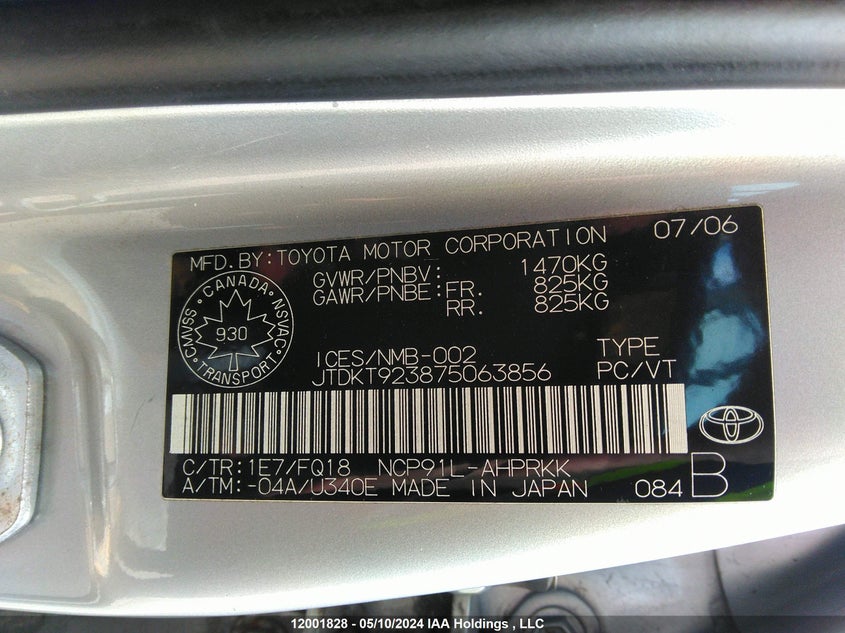 MFD.BY:TOYOTA MOTOR CORPORATION 07/06
GVWR/PNBV: 1470KG
GAWR/PNBE: FR. 825KG
RR. 825KG
CMVSS · CANADA · NSVAC
930
TRANSPORT
ICES/NMB-002 TYPE
JTDKT923875063856 PC/VT
C/TR:1E7/FQ18 NCP91L-AHPRKK
A/TM:-04A/U340E MADE IN JAPAN 084 B
12001828 - 05/10/2024 IAA Holdings , LLC